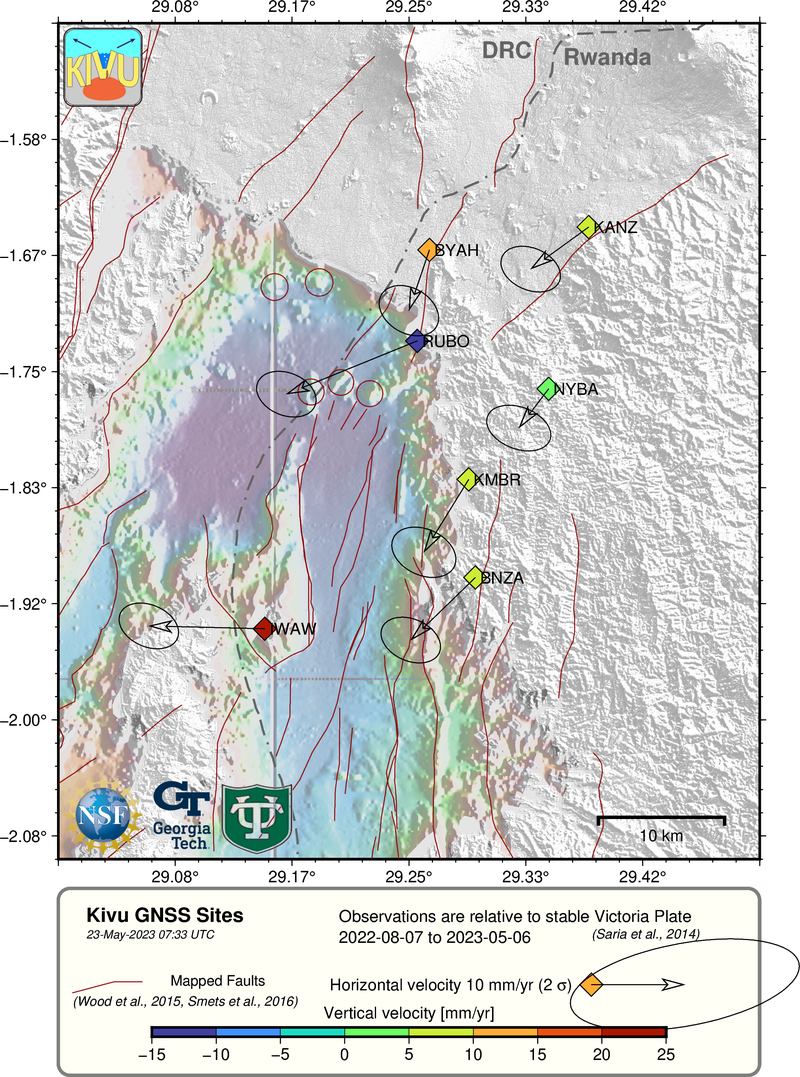 29.08° 29.17° 29.25° 29.33° 29.42°
KIVU
DRC
Rwanda
−1.58°
KANZ
BYAH
−1.67°
RUBO
−1.75°
NYBA
KMBR
−1.83°
BNZA
−1.92°
IWAW
−2.00°
NSF
GT
Georgia
Tech
10 km
−2.08°
29.08° 29.17° 29.25° 29.33° 29.42°
Kivu GNSS Sites
23-May-2023 07:33 UTC
Observations are relative to stable Victoria Plate
2022-08-07 to 2023-05-06
(Saria et al., 2014)
Mapped Faults
(Wood et al., 2015, Smets et al., 2016)
Horizontal velocity 10 mm/yr (2 σ)
Vertical velocity [mm/yr]
−15 −10 −5 0 5 10 15 20 25